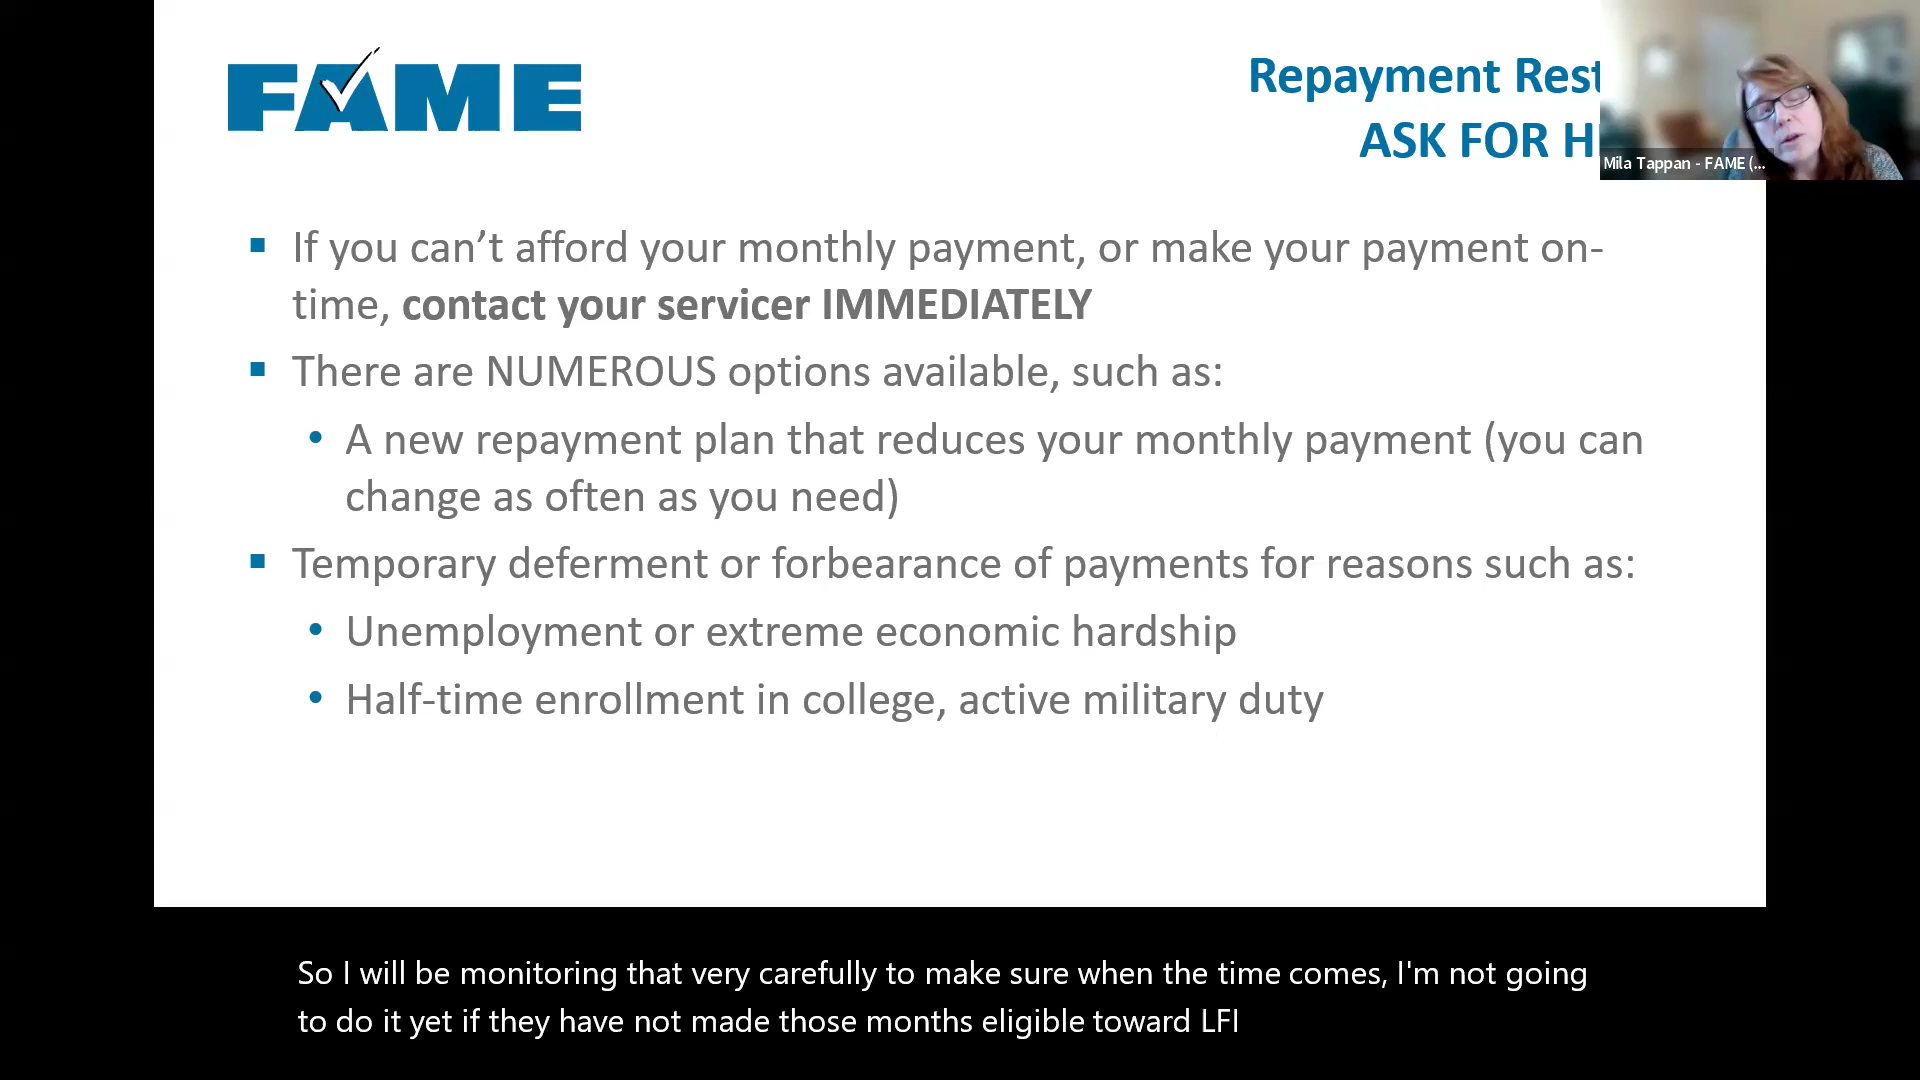 FAME
Repayment Rest
ASK FOR H
Mila Tappan - FAME (...
If you can’t afford your monthly payment, or make your payment on-
time, contact your servicer IMMEDIATELY
There are NUMEROUS options available, such as:
A new repayment plan that reduces your monthly payment (you can
change as often as you need)
Temporary deferment or forbearance of payments for reasons such as:
Unemployment or extreme economic hardship
Half-time enrollment in college, active military duty
So I will be monitoring that very carefully to make sure when the time comes, I'm not going
to do it yet if they have not made those months eligible toward LFI